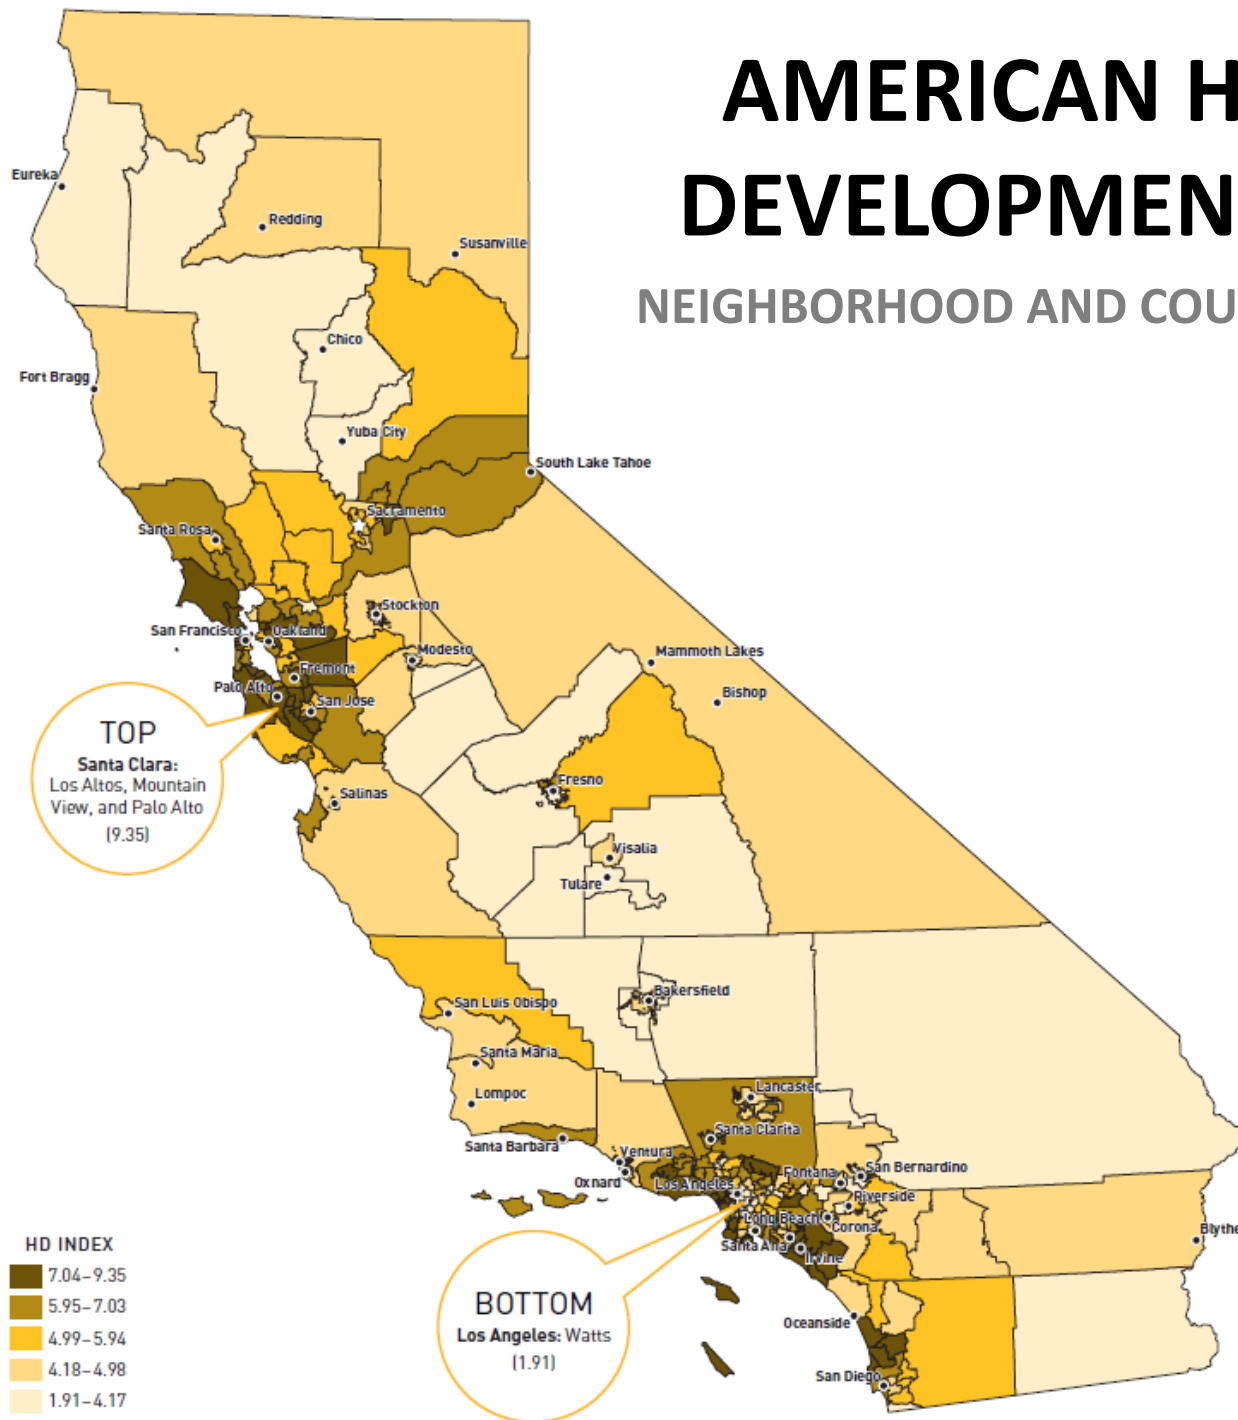 AMERICAN H
DEVELOPMEN
NEIGHBORHOOD AND COU
Eureka
Redding
Susanville
Chico
Fort Bragg
Yuba City
South Lake Tahoe
Sacramento
Santa Rosa
Stockton
San Francisco
Oakland
Modesto
Mammoth Lakes
Fremont
Palo Alto
San Jose
Bishop
TOP
Santa Clara:
Los Altos, Mountain
View, and Palo Alto
(9.35)
Fresno
Salinas
Visalia
Tulare
Bakersfield
San Luis Obispo
Santa Maria
Lompoc
Lancaster
Santa Clarita
Santa Barbara
Ventura
Oxnard
Los Angeles
Fontana
San Bernardino
Riverside
Long Beach
Corona
Santa Ana
Irvine
Blythe
HD INDEX
7.04–9.35
5.95–7.03
4.99–5.94
4.18–4.98
1.91–4.17
BOTTOM
Los Angeles: Watts
(1.91)
Oceanside
San Diego